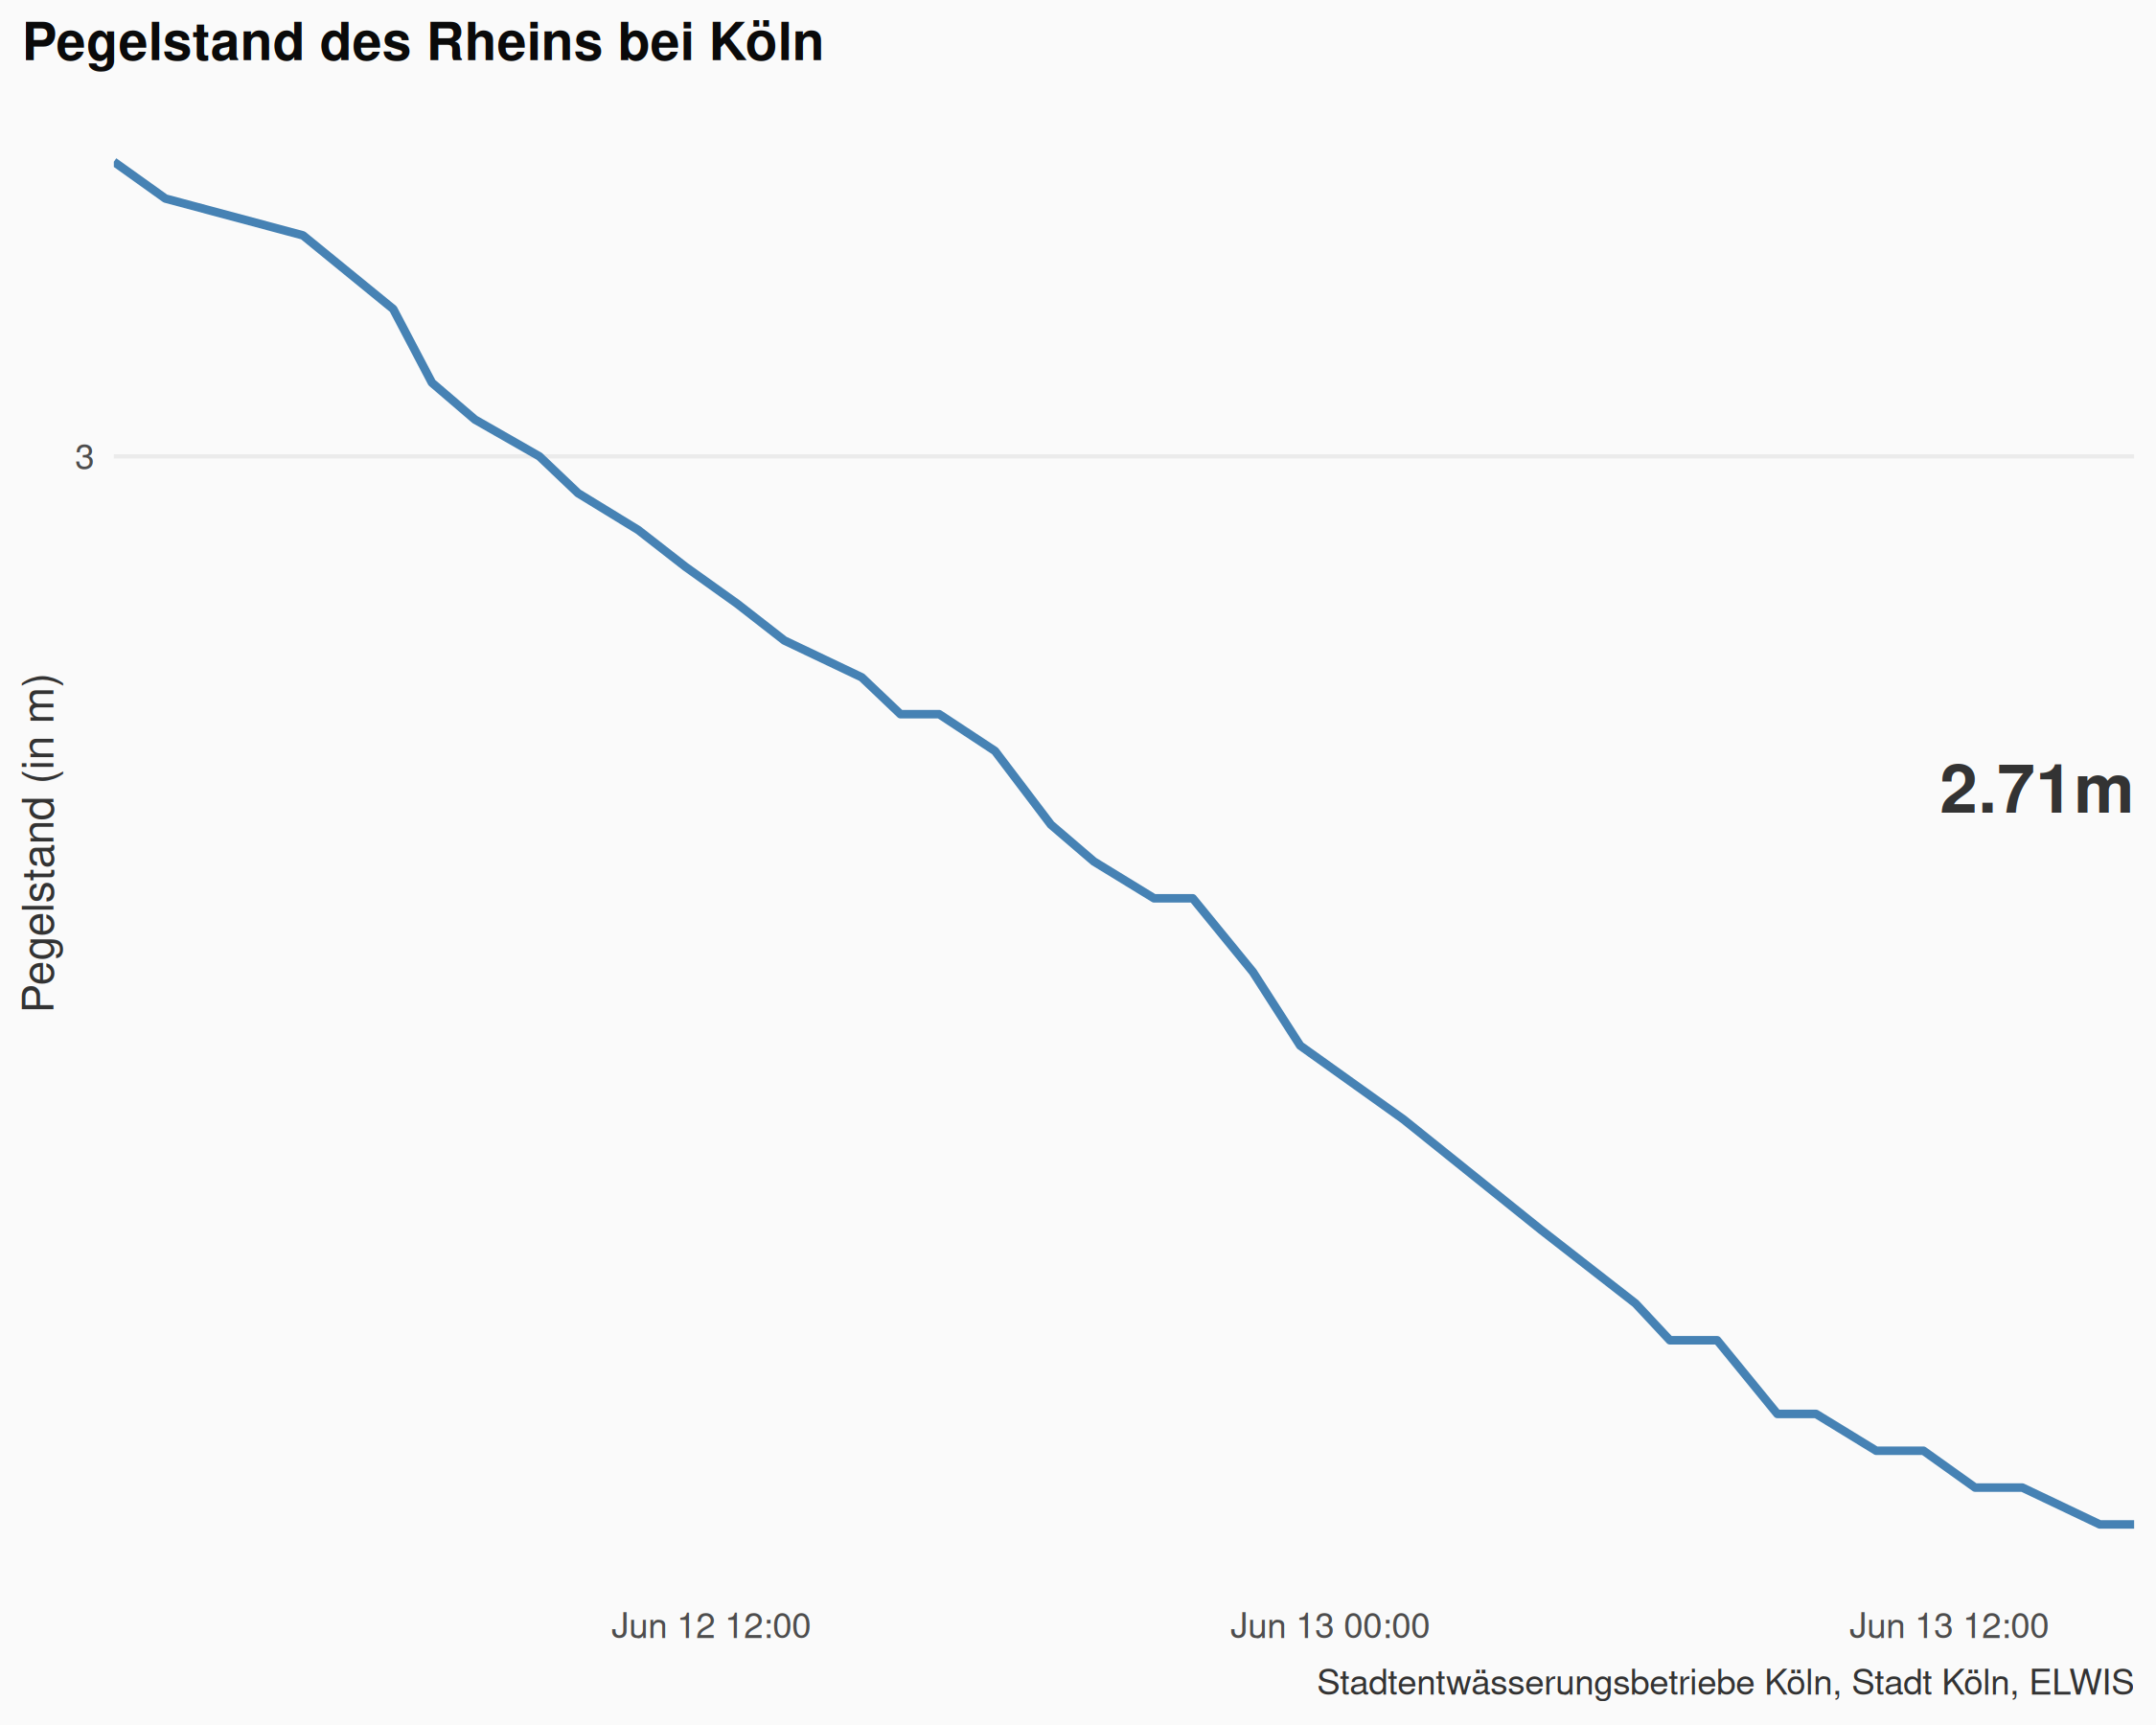 Pegelstand des Rheins bei Köln
3
Pegelstand (in m)
2.71m
Jun 12 12:00
Jun 13 00:00
Jun 13 12:00
Stadtentwässerungsbetriebe Köln, Stadt Köln, ELWIS